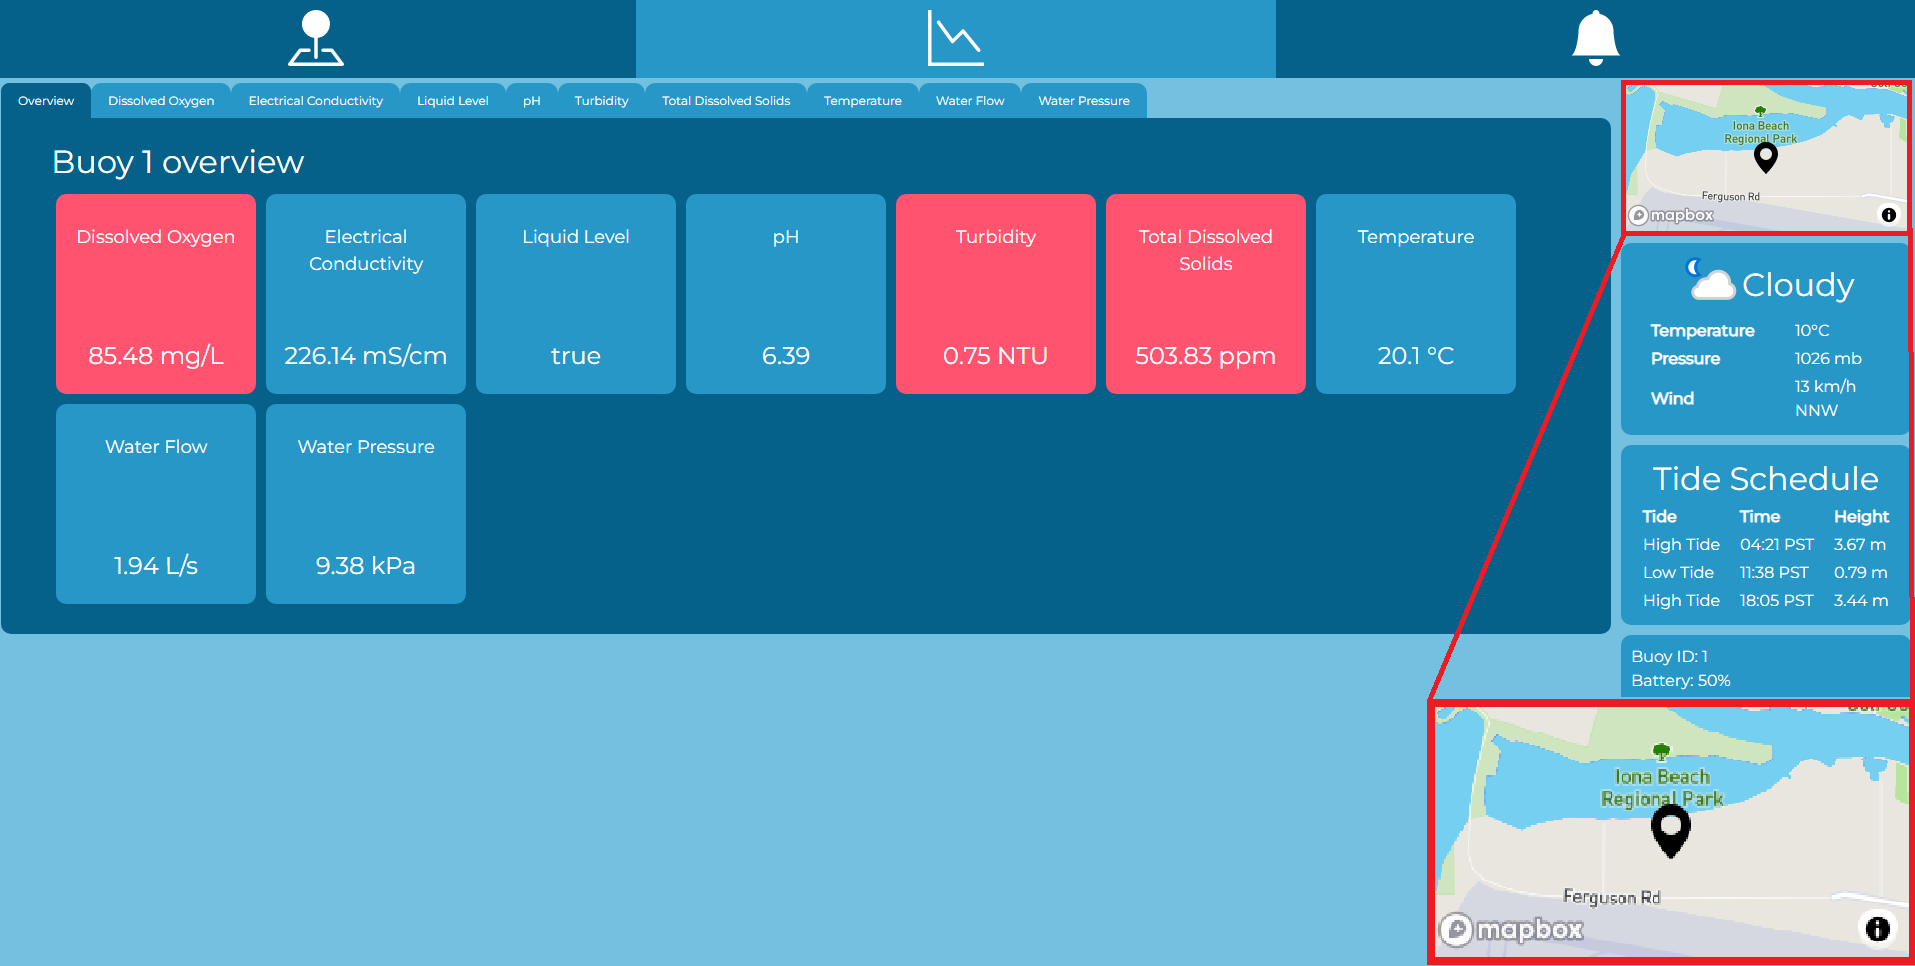 Overview
Dissolved Oxygen
Electrical Conductivity
Liquid Level
pH
Turbidity
Total Dissolved Solids
Temperature
Water Flow
Water Pressure
Buoy 1 overview
Dissolved Oxygen
85.48 mg/L
Electrical
Conductivity
226.14 mS/cm
Liquid Level
true
pH
6.39
Turbidity
0.75 NTU
Total Dissolved
Solids
503.83 ppm
Temperature
20.1 °C
Water Flow
1.94 L/s
Water Pressure
9.38 kPa
Iona Beach
Regional Park
Ferguson Rd
mapbox
Cloudy
Temperature 10°C
Pressure 1026 mb
Wind 13 km/h
NNW
Tide Schedule
Tide Time Height
High Tide 04:21 PST 3.67 m
Low Tide 11:38 PST 0.79 m
High Tide 18:05 PST 3.44 m
Buoy ID: 1
Battery: 50%
Iona Beach
Regional Park
Ferguson Rd
mapbox